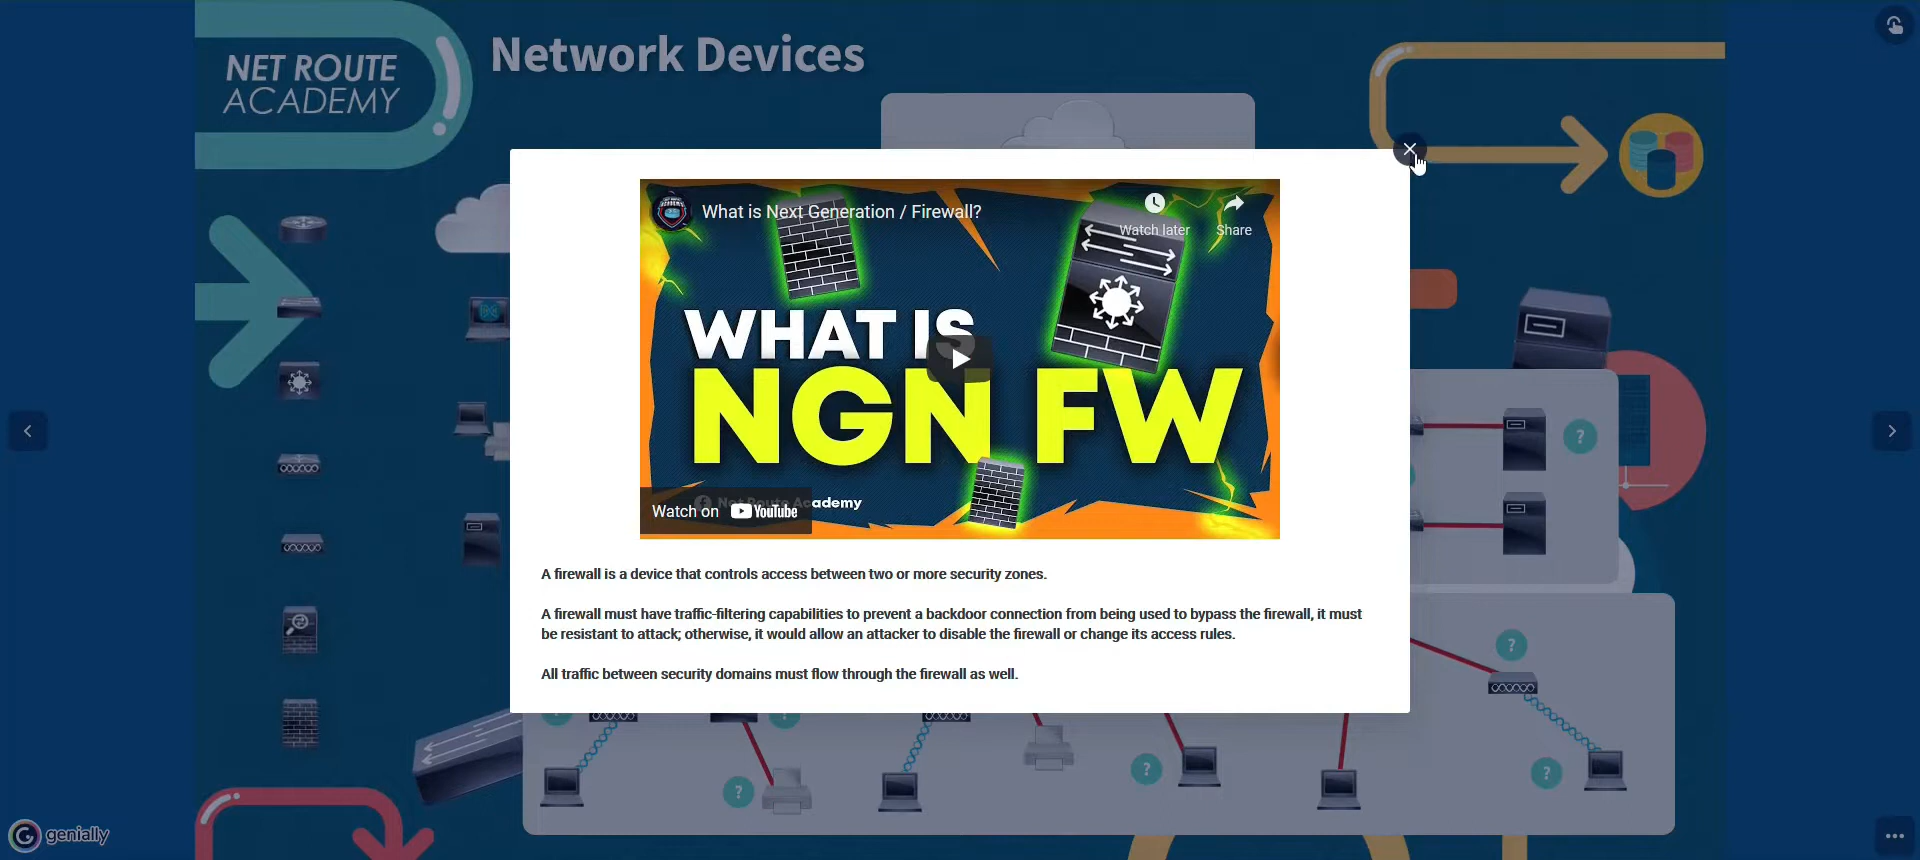 NET ROUTE
ACADEMY
Network Devices
What is Next Generation / Firewall?
Watch later
Share
WHAT IS
NGN FW
Net Route Academy
Watch on YouTube
A firewall is a device that controls access between two or more security zones.
A firewall must have traffic-filtering capabilities to prevent a backdoor connection from being used to bypass the firewall, it must
be resistant to attack; otherwise, it would allow an attacker to disable the firewall or change its access rules.
All traffic between security domains must flow through the firewall as well.
?
?
?
?
?
?
?
genially